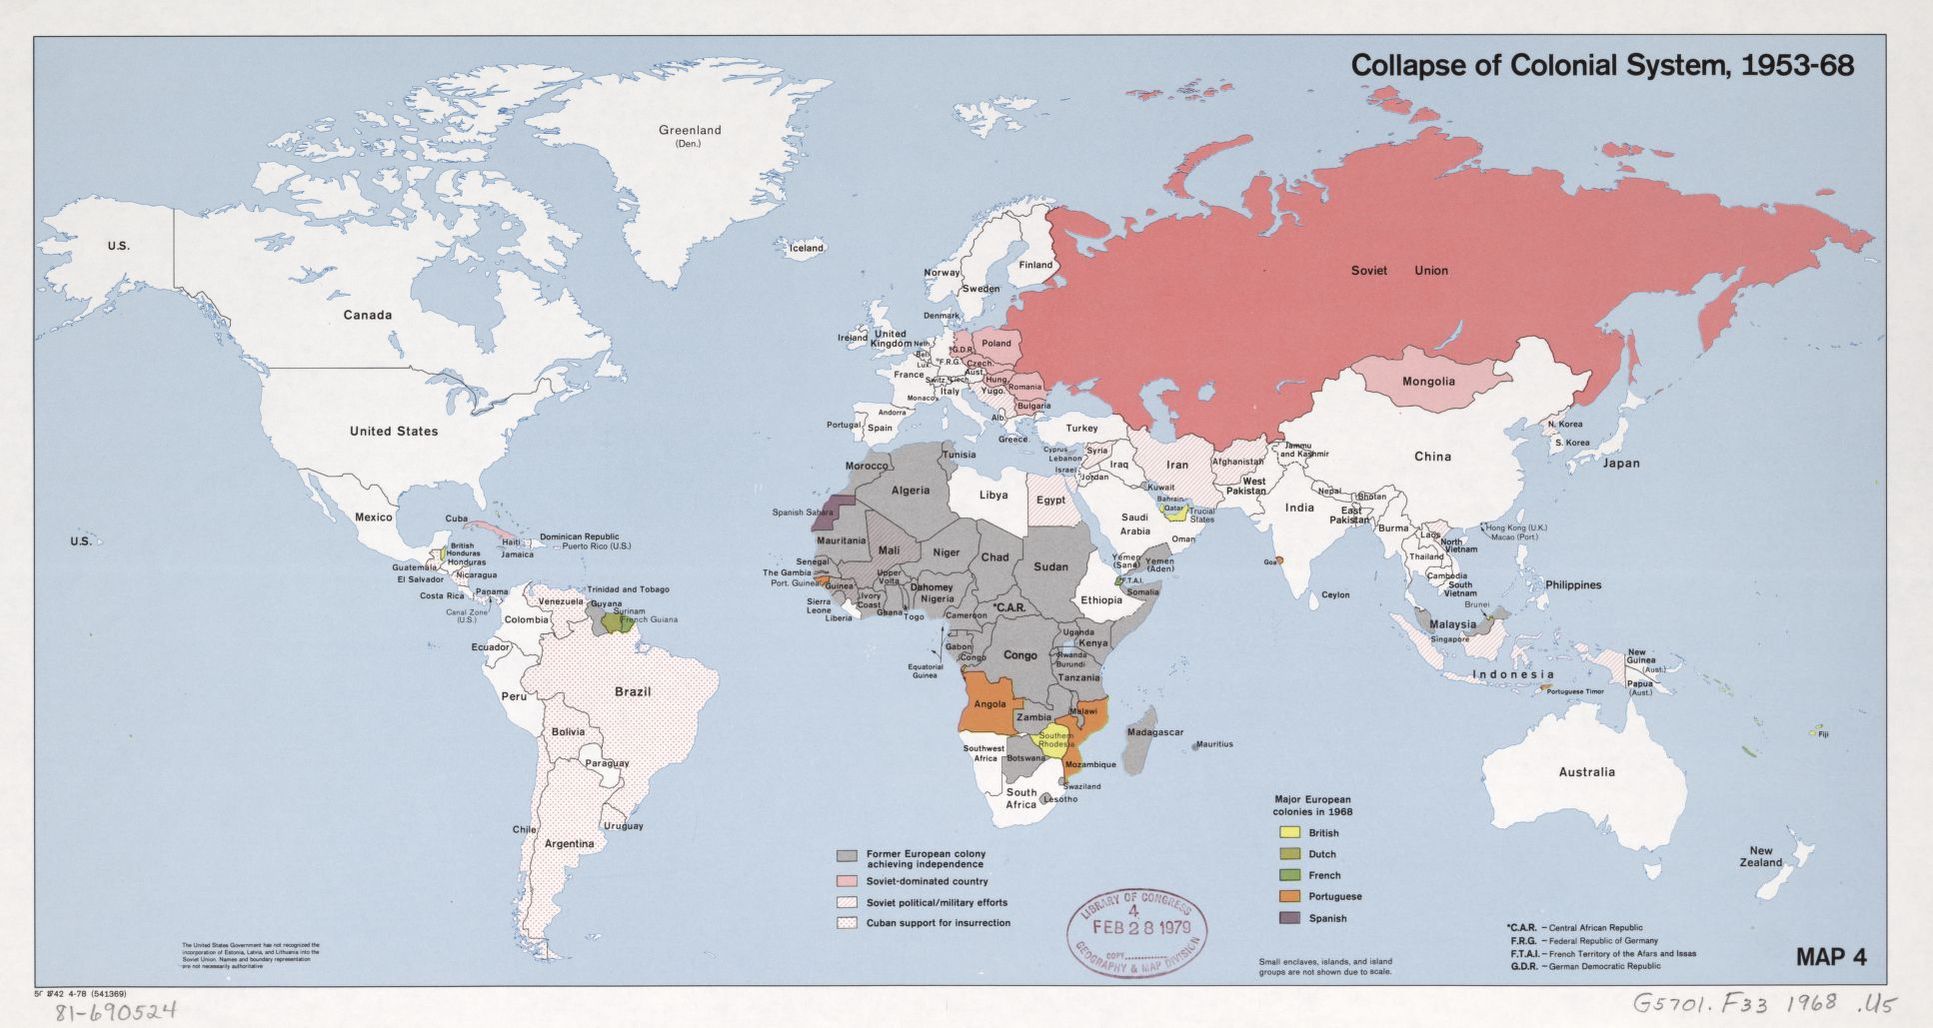 Collapse of Colonial System, 1953-68
Greenland
(Den.)
U.S.
Iceland
Canada
Norway
Sweden
Finland
Soviet Union
Denmark
Ireland
United
Kingdom
Neth.
Bel.
Lux.
*G.D.R.
Poland
*F.R.G.
Czech.
France
Switz.
Liech.
Aust.
Hung.
Romania
Italy
Yugo.
Monaco
Bulgaria
Andorra
Alb.
Portugal
Spain
Greece
Turkey
Mongolia
N. Korea
S. Korea
Japan
China
United States
Mexico
U.S.
Cuba
Haiti
Dominican Republic
Puerto Rico (U.S.)
Jamaica
British
Honduras
Honduras
Guatemala
El Salvador
Nicaragua
Costa Rica
Panama
Canal Zone
(U.S.)
Trinidad and Tobago
Venezuela
Guyana
Surinam
French Guiana
Colombia
Ecuador
Peru
Brazil
Bolivia
Paraguay
Chile
Argentina
Uruguay
Morocco
Tunisia
Algeria
Libya
Egypt
Spanish Sahara
Mauritania
Mali
Niger
Chad
Sudan
Senegal
The Gambia
Port. Guinea
Guinea
Upper
Volta
Dahomey
Nigeria
Sierra
Leone
Liberia
Ivory
Coast
Ghana
Togo
Cameroon
*C.A.R.
Ethiopia
*F.T.A.I.
Somalia
Equatorial
Guinea
Gabon
Congo
Congo
Uganda
Kenya
Rwanda
Burundi
Tanzania
Angola
Zambia
Malawi
Southern
Rhodesia
Mozambique
Southwest
Africa
Botswana
South
Africa
Swaziland
Lesotho
Madagascar
Mauritius
Cyprus
Lebanon
Israel
Syria
Jordan
Iraq
Iran
Kuwait
Bahrain
Qatar
Trucial
States
Saudi
Arabia
Oman
Yemen
(Sana)
Yemen
(Aden)
Afghanistan
Jammu
and Kashmir
West
Pakistan
India
Nepal
Bhutan
East
Pakistan
Goa
Ceylon
Burma
Laos
North
Vietnam
Thailand
Cambodia
South
Vietnam
Hong Kong (U.K.)
Macao (Port.)
Philippines
Brunei
Malaysia
Singapore
Indonesia
Portuguese Timor
New
Guinea
(Aust.)
Papua
(Aust.)
Fiji
Australia
New
Zealand
Former European colony
achieving independence
Soviet-dominated country
Soviet political/military efforts
Cuban support for insurrection
Major European
colonies in 1968
British
Dutch
French
Portuguese
Spanish
LIBRARY OF CONGRESS
4
FEB 28 1979
COPY
GEOGRAPHY & MAP DIVISION
Small enclaves, islands, and island
groups are not shown due to scale.
*C.A.R. – Central African Republic
F.R.G. – Federal Republic of Germany
F.T.A.I. – French Territory of the Afars and Issas
G.D.R. – German Democratic Republic
MAP 4
The United States Government has not recognized the
incorporation of Estonia, Latvia, and Lithuania into the
Soviet Union. Names and boundary representation
are not necessarily authoritative
4-78 (541369)
81-690524
G5701.F33 1968 .U5